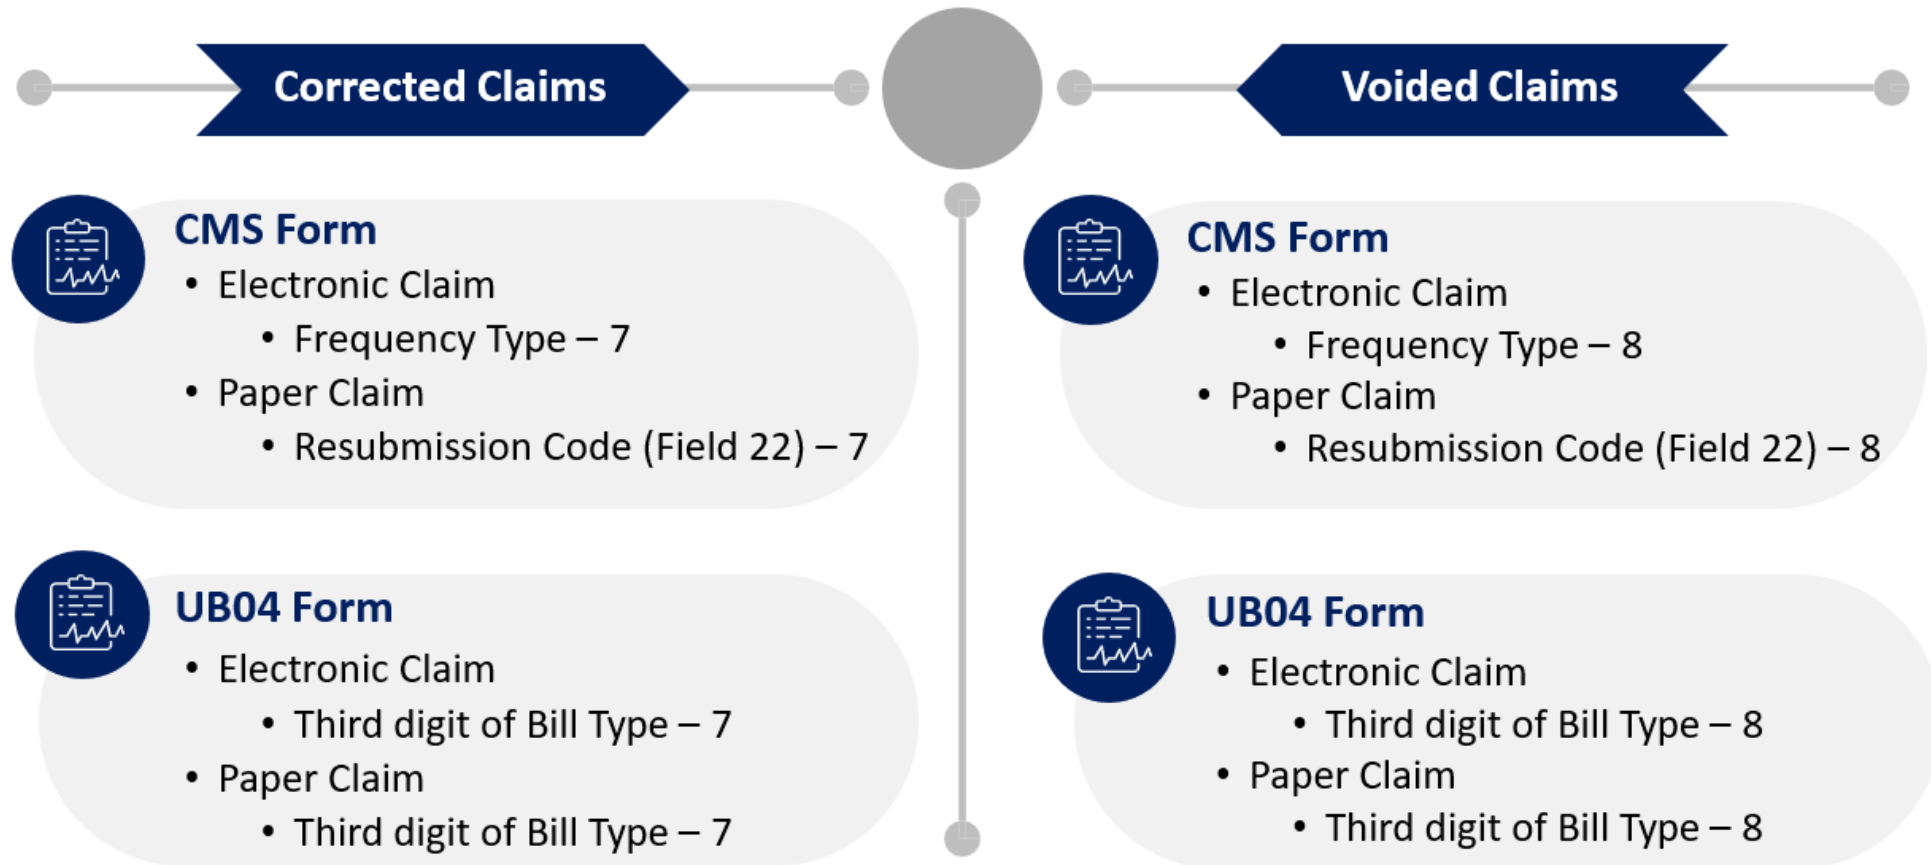 Corrected Claims
CMS Form
• Electronic Claim
• Frequency Type – 7
• Paper Claim
• Resubmission Code (Field 22) – 7
UB04 Form
• Electronic Claim
• Third digit of Bill Type – 7
• Paper Claim
• Third digit of Bill Type – 7
Voided Claims
CMS Form
• Electronic Claim
• Frequency Type – 8
• Paper Claim
• Resubmission Code (Field 22) – 8
UB04 Form
• Electronic Claim
• Third digit of Bill Type – 8
• Paper Claim
• Third digit of Bill Type – 8